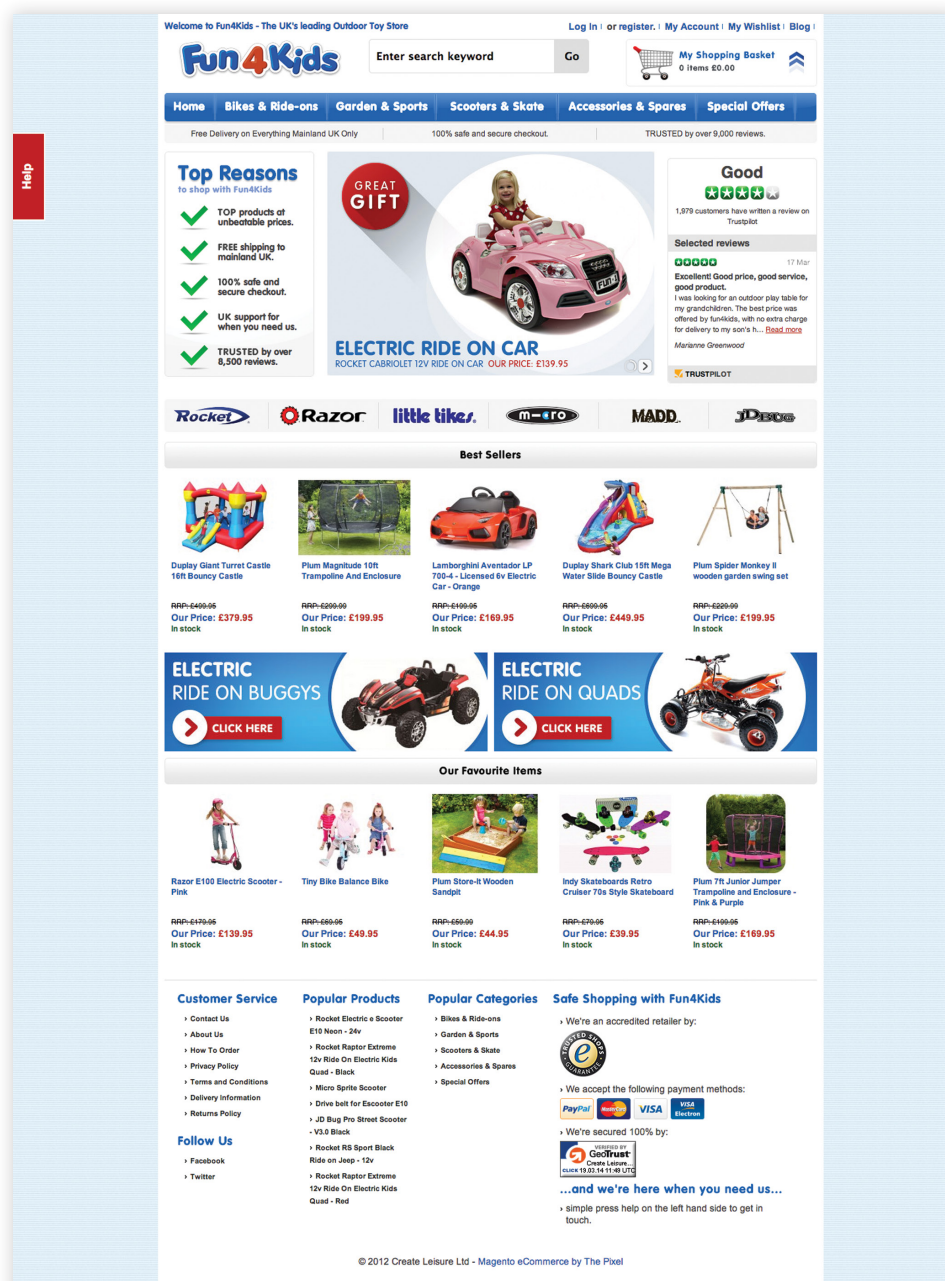 Welcome to Fun4Kids - The UK's leading Outdoor Toy Store
Log In | or register. | My Account | My Wishlist | Blog |
Fun4Kids
Enter search keyword
Go
My Shopping Basket
0 items £0.00
Home
Bikes & Ride-ons
Garden & Sports
Scooters & Skate
Accessories & Spares
Special Offers
Free Delivery on Everything Mainland UK Only
100% safe and secure checkout.
TRUSTED by over 9,000 reviews.
Help
Top Reasons
to shop with Fun4Kids
TOP products at
unbeatable prices.
FREE shipping to
mainland UK.
100% safe and
secure checkout.
UK support for
when you need us.
TRUSTED by over
8,500 reviews.
GREAT
GIFT
FUN-1
ELECTRIC RIDE ON CAR
ROCKET CABRIOLET 12V RIDE ON CAR OUR PRICE: £139.95
Good
1,979 customers have written a review on
Trustpilot
Selected reviews
17 Mar
Excellent! Good price, good service,
good product.
I was looking for an outdoor play table for
my grandchildren. The best price was
offered by fun4kids, with no extra charge
for delivery to my son's h... Read more
Marianne Greenwood
TRUSTPILOT
Rocket
Razor
little tikes.
m-cro
MADD.
JDBUG
Best Sellers
Duplay Giant Turret Castle
16ft Bouncy Castle
RRP: £499.95
Our Price: £379.95
In stock
Plum Magnitude 10ft
Trampoline And Enclosure
RRP: £299.99
Our Price: £199.95
In stock
Lamborghini Aventador LP
700-4 - Licensed 6v Electric
Car - Orange
RRP: £199.95
Our Price: £169.95
In stock
Duplay Shark Club 15ft Mega
Water Slide Bouncy Castle
RRP: £699.95
Our Price: £449.95
In stock
Plum Spider Monkey II
wooden garden swing set
RRP: £229.99
Our Price: £199.95
In stock
ELECTRIC
RIDE ON BUGGYS
CLICK HERE
ELECTRIC
RIDE ON QUADS
CLICK HERE
Our Favourite Items
Razor E100 Electric Scooter -
Pink
RRP: £179.95
Our Price: £139.95
In stock
Tiny Bike Balance Bike
RRP: £69.95
Our Price: £49.95
In stock
Plum Store-It Wooden
Sandpit
RRP: £59.99
Our Price: £44.95
In stock
Indy Skateboards Retro
Cruiser 70s Style Skateboard
RRP: £79.95
Our Price: £39.95
In stock
Plum 7ft Junior Jumper
Trampoline and Enclosure -
Pink & Purple
RRP: £199.95
Our Price: £169.95
In stock
Customer Service
› Contact Us
› About Us
› How To Order
› Privacy Policy
› Terms and Conditions
› Delivery information
› Returns Policy
Follow Us
› Facebook
› Twitter
Popular Products
› Rocket Electric e Scooter
E10 Neon - 24v
› Rocket Raptor Extreme
12v Ride On Electric Kids
Quad - Black
› Micro Sprite Scooter
› Drive belt for Escooter E10
› JD Bug Pro Street Scooter
- V3.0 Black
› Rocket RS Sport Black
Ride on Jeep - 12v
› Rocket Raptor Extreme
12v Ride On Electric Kids
Quad - Red
Popular Categories
› Bikes & Ride-ons
› Garden & Sports
› Scooters & Skate
› Accessories & Spares
› Special Offers
Safe Shopping with Fun4Kids
› We're an accredited retailer by:
TRUSTED SHOPS
e
GUARANTEE
› We accept the following payment methods:
PayPal
MasterCard
VISA
VISA
Electron
› We're secured 100% by:
VERIFIED BY
GeoTrust
Create Leisure...
CLICK 19.03.14 11:49 UTC
...and we're here when you need us...
› simple press help on the left hand side to get in
touch.
© 2012 Create Leisure Ltd - Magento eCommerce by The Pixel